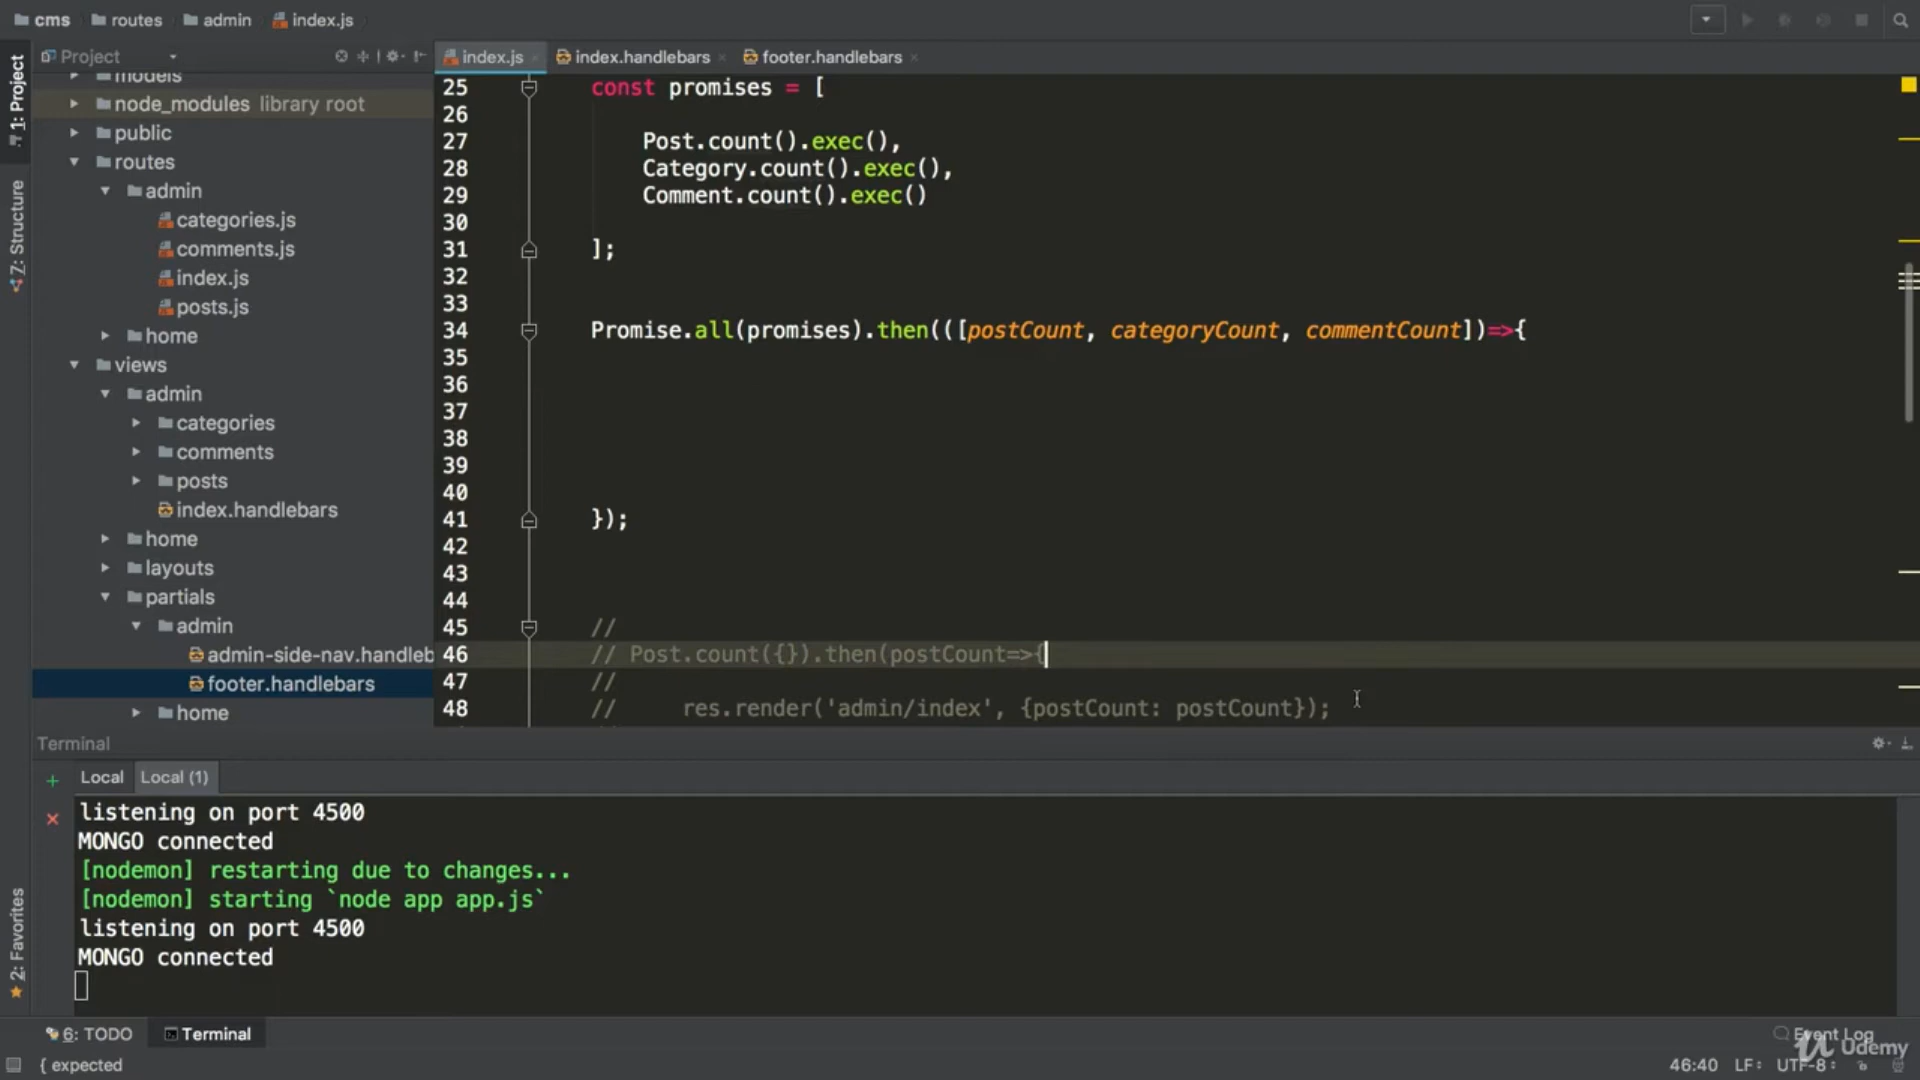 cms routes admin index.js
Project
index.js index.handlebars footer.handlebars
1: Project
Z: Structure
2: Favorites
models
node_modules library root
public
routes
admin
categories.js
comments.js
index.js
posts.js
home
views
admin
categories
comments
posts
index.handlebars
home
layouts
partials
admin
admin-side-nav.handleb
footer.handlebars
home
25 const promises = [
26
27 Post.count().exec(),
28 Category.count().exec(),
29 Comment.count().exec()
30
31 ];
32
33
34 Promise.all(promises).then(([postCount, categoryCount, commentCount])=>{
35
36
37
38
39
40
41 });
42
43
44
45 //
46 // Post.count({}).then(postCount=>{
47 //
48 // res.render('admin/index', {postCount: postCount});
Terminal
Local Local (1)
listening on port 4500
MONGO connected
[nodemon] restarting due to changes...
[nodemon] starting `node app app.js`
listening on port 4500
MONGO connected
6: TODO Terminal
Event Log
Udemy
{ expected
46:40 LF: UTF-8: